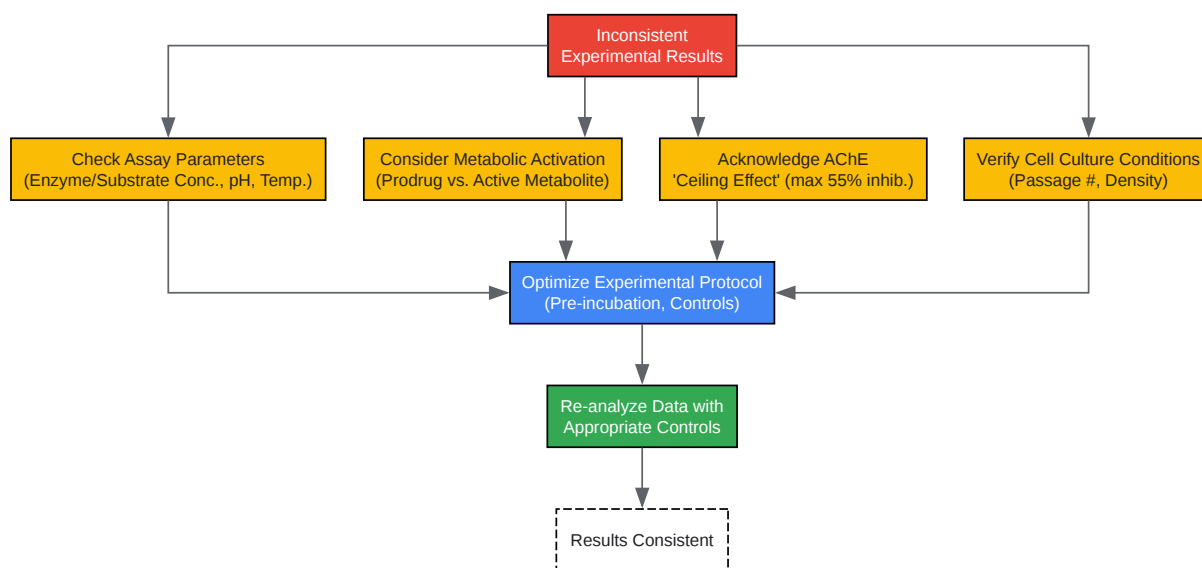 Inconsistent
Experimental Results
Check Assay Parameters
(Enzyme/Substrate Conc., pH, Temp.)
Consider Metabolic Activation
(Prodrug vs. Active Metabolite)
Acknowledge AChE
'Ceiling Effect' (max 55% inhib.)
Verify Cell Culture Conditions
(Passage #, Density)
Optimize Experimental Protocol
(Pre-incubation, Controls)
Re-analyze Data with
Appropriate Controls
Results Consistent